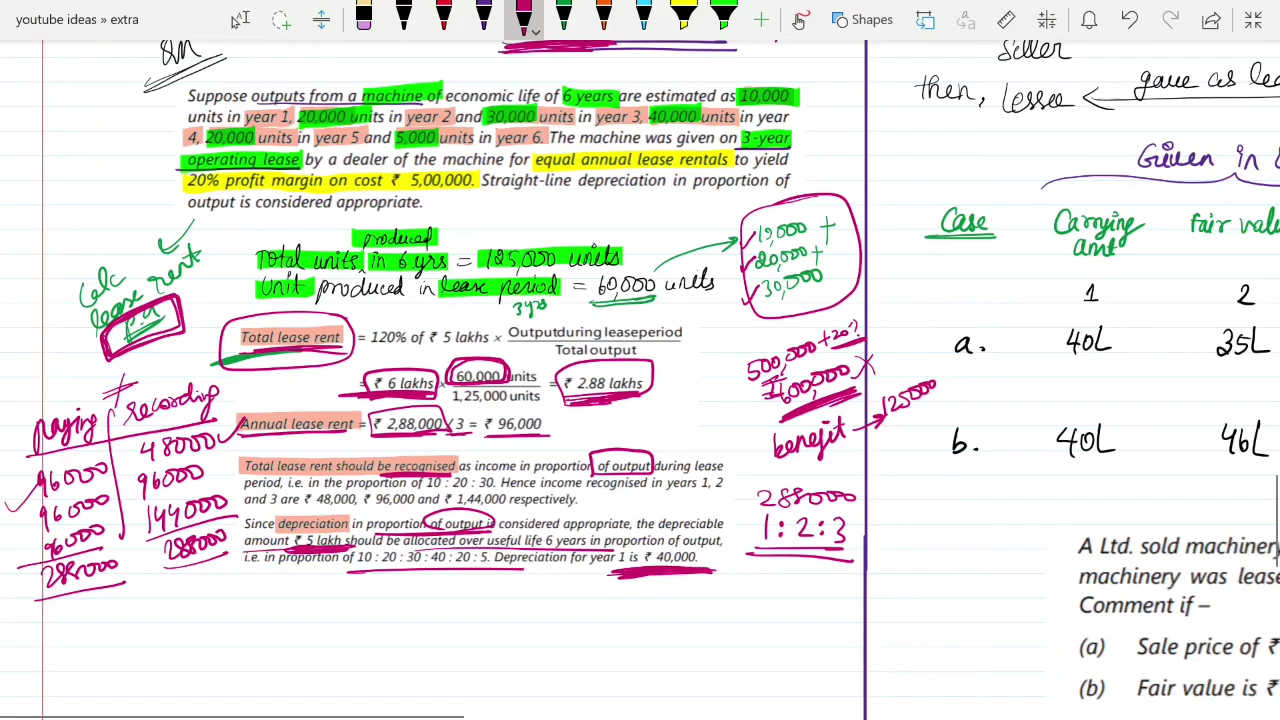 youtube ideas » extra
Shapes
Suppose outputs from a machine of economic life of 6 years are estimated as 10,000
units in year 1, 20,000 units in year 2 and 30,000 units in year 3, 40,000 units in year
4, 20,000 units in year 5 and 5,000 units in year 6. The machine was given on 3-year
operating lease by a dealer of the machine for equal annual lease rentals to yield
20% profit margin on cost ₹ 5,00,000. Straight-line depreciation in proportion of
output is considered appropriate.
calc
lease rent
p.a
produced
Total units in 6 yrs = 125,000 units
Unit produced in lease period = 60,000 units
3yrs
10,000 +
20,000 +
30,000
Total lease rent = 120% of ₹ 5 lakhs × Output during lease period
Total output
= ₹ 6 lakhs × 60,000 units = ₹ 2.88 lakhs
1,25,000 units
Annual lease rent = ₹ 2,88,000 / 3 = ₹ 96,000
500,000 + 20%
benefit → 125000
Total lease rent should be recognised as income in proportion of output during lease
period, i.e. in the proportion of 10 : 20 : 30. Hence income recognised in years 1, 2
and 3 are ₹ 48,000, ₹ 96,000 and ₹ 1,44,000 respectively.
Since depreciation in proportion of output is considered appropriate, the depreciable
amount ₹ 5 lakh should be allocated over useful life 6 years in proportion of output,
i.e. in proportion of 10 : 20 : 30 : 40 : 20 : 5. Depreciation for year 1 is ₹ 40,000.
288000
1 : 2 : 3
paying ≠ recording
96000 48000
96000 96000
96000 144000
288000 288000
Seller
then, Lessee ← gave as lea
Given in
Case Carrying amt Fair valu
1 2
a. 40L 35L
b. 40L 46L
A Ltd. sold machinery
machinery was lease
Comment if –
(a) Sale price of ₹
(b) Fair value is ₹